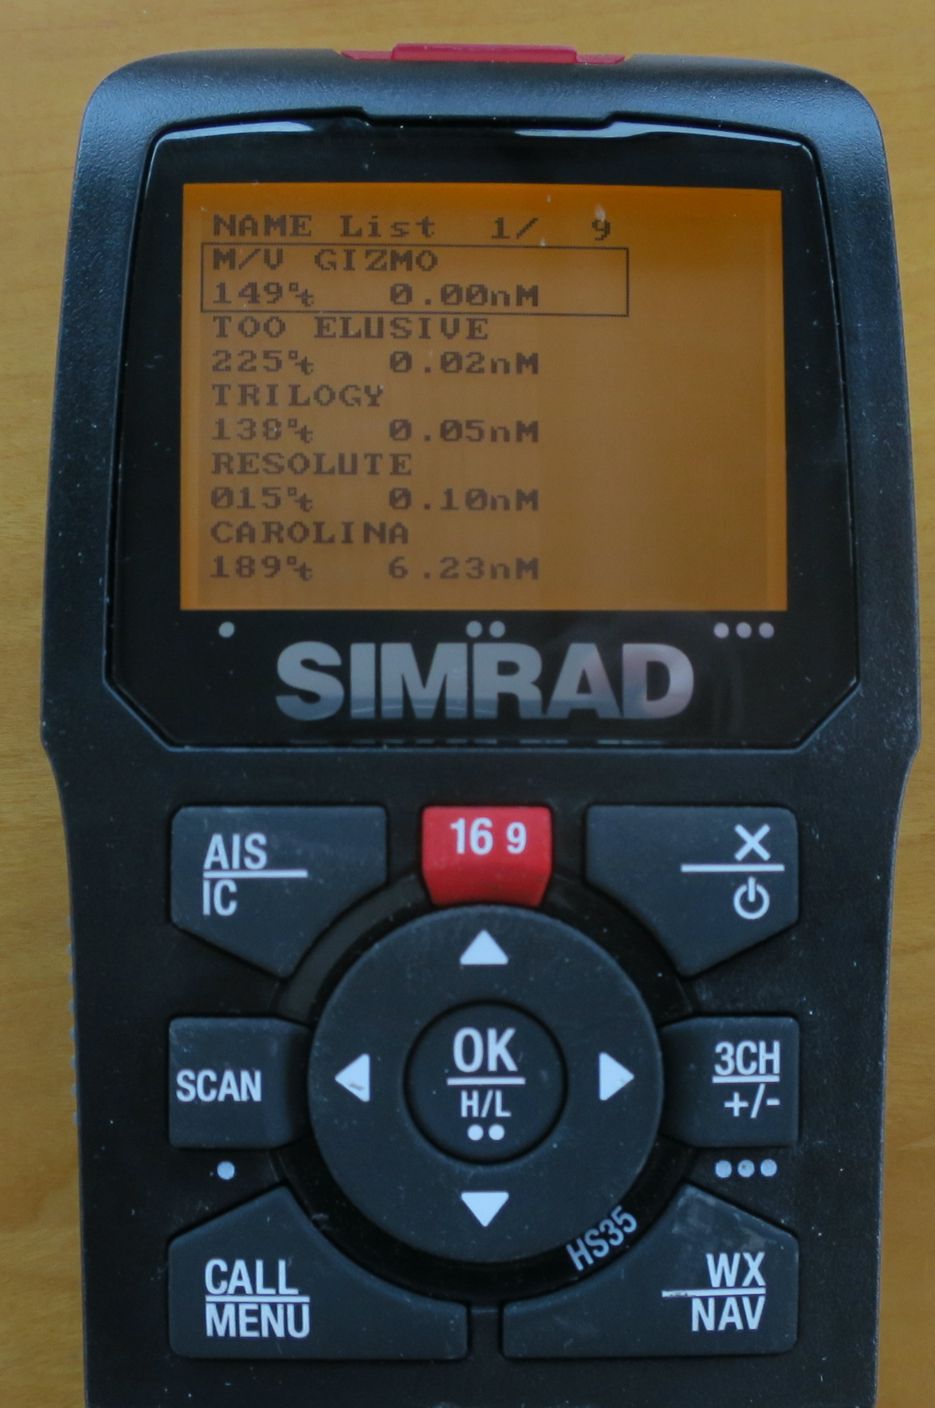 NAME List 1/ 9
M/V GIZMO
149°t 0.00nM
TOO ELUSIVE
225°t 0.02nM
TRILOGY
138°t 0.05nM
RESOLUTE
015°t 0.10nM
CAROLINA
189°t 6.23nM
SIMRAD
AIS
IC
16 9
X
SCAN
OK
H/L
3CH
+/-
HS35
CALL
MENU
WX
NAV